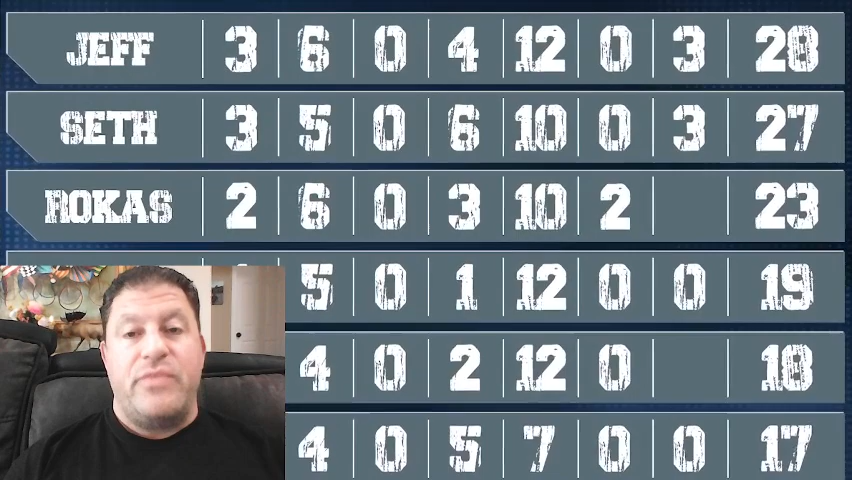 JEFF 3 6 0 4 12 0 3 28
SETH 3 5 0 6 10 0 3 27
ROKAS 2 6 0 3 10 2 23
5 0 1 12 0 0 19
4 0 2 12 0 18
4 0 5 7 0 0 17